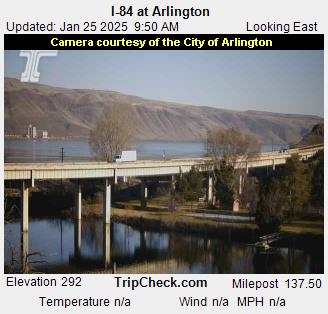 I-84 at Arlington
Updated: Jan 25 2025 9:50 AM Looking East
Camera courtesy of the City of Arlington
Elevation 292 TripCheck.com Milepost 137.50
Temperature n/a Wind n/a MPH n/a